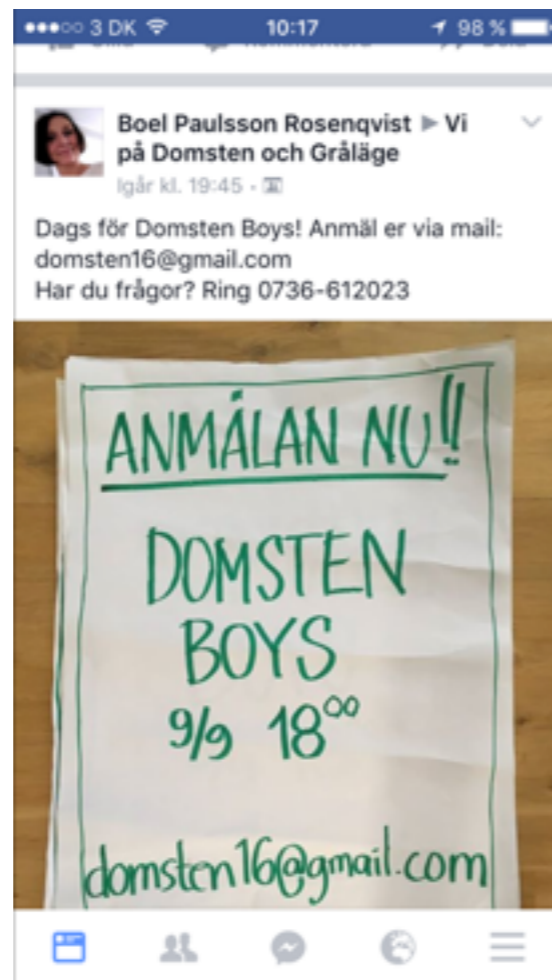 3 DK 10:17 98 %
Boel Paulsson Rosenqvist ▶ Vi
på Domsten och Gråläge
Igår kl. 19:45 ·
Dags för Domsten Boys! Anmäl er via mail:
domsten16@gmail.com
Har du frågor? Ring 0736-612023
ANMÄLAN NU!!
DOMSTEN
BOYS
9/9 18⁰⁰
domsten16@gmail.com